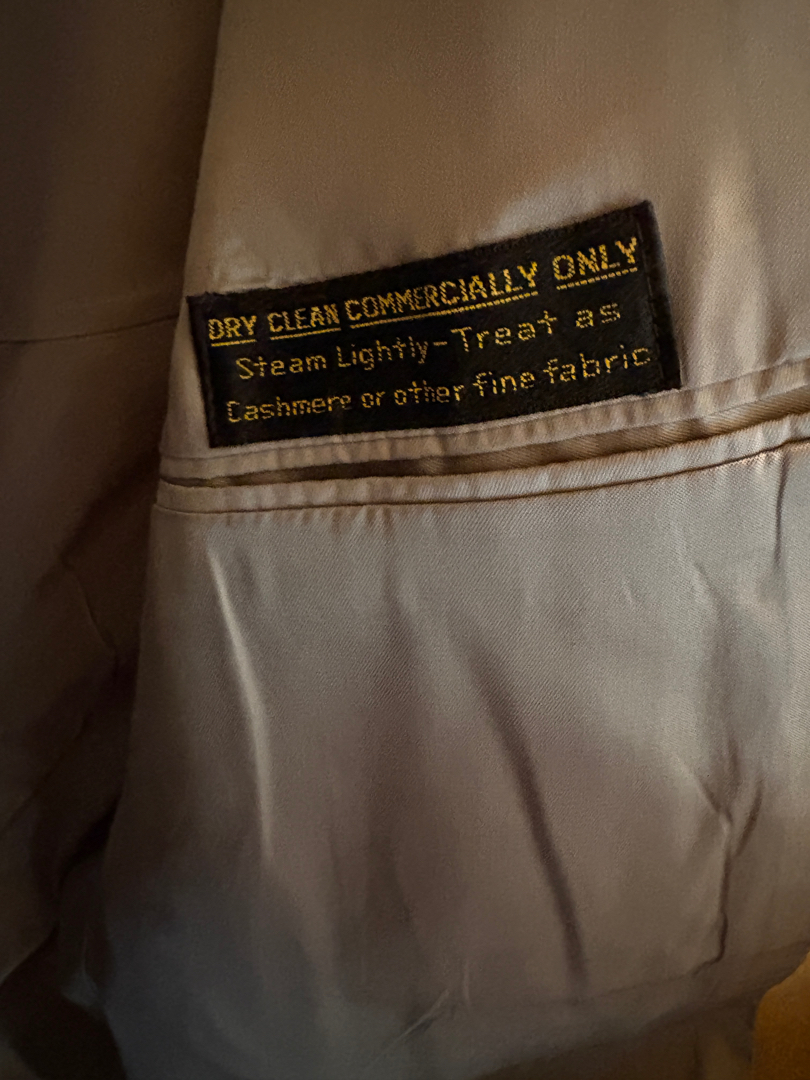 DRY CLEAN COMMERCIALLY ONLY
Steam Lightly-Treat as
Cashmere or other fine fabric